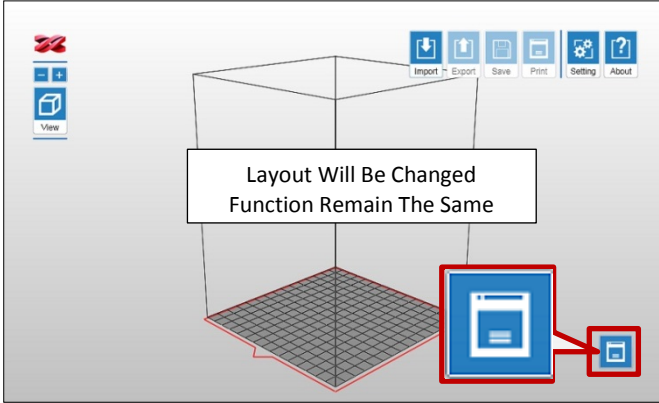 Import
Export
Save
Print
Setting
About
View
Layout Will Be Changed
Function Remain The Same